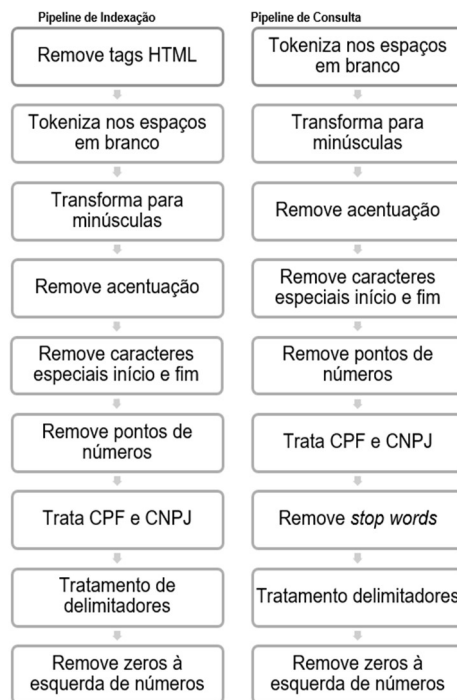 Pipeline de Indexação
Remove tags HTML
Tokeniza nos espaços
em branco
Transforma para
minúsculas
Remove acentuação
Remove caracteres
especiais início e fim
Remove pontos de
números
Trata CPF e CNPJ
Tratamento de
delimitadores
Remove zeros à
esquerda de números
Pipeline de Consulta
Tokeniza nos espaços
em branco
Transforma para
minúsculas
Remove acentuação
Remove caracteres
especiais início e fim
Remove pontos de
números
Trata CPF e CNPJ
Remove stop words
Tratamento delimitadores
Remove zeros à
esquerda de números